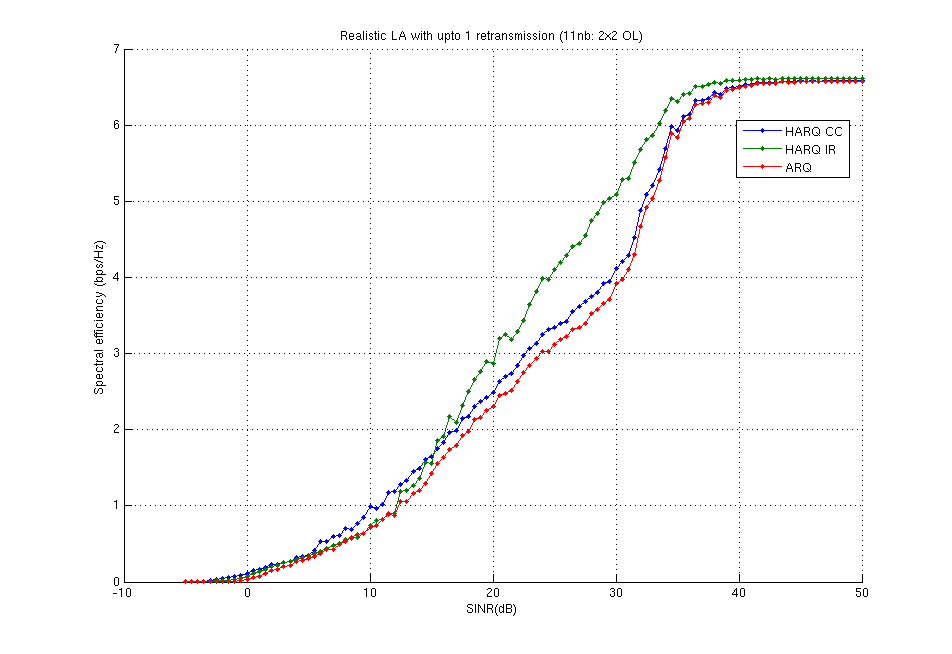 Realistic LA with upto 1 retransmission (11nb: 2x2 OL)
7
6
5
4
3
2
1
0
Spectral efficiency (bps/Hz)
HARQ CC
HARQ IR
ARQ
-10
0
10
20
30
40
50
SINR(dB)